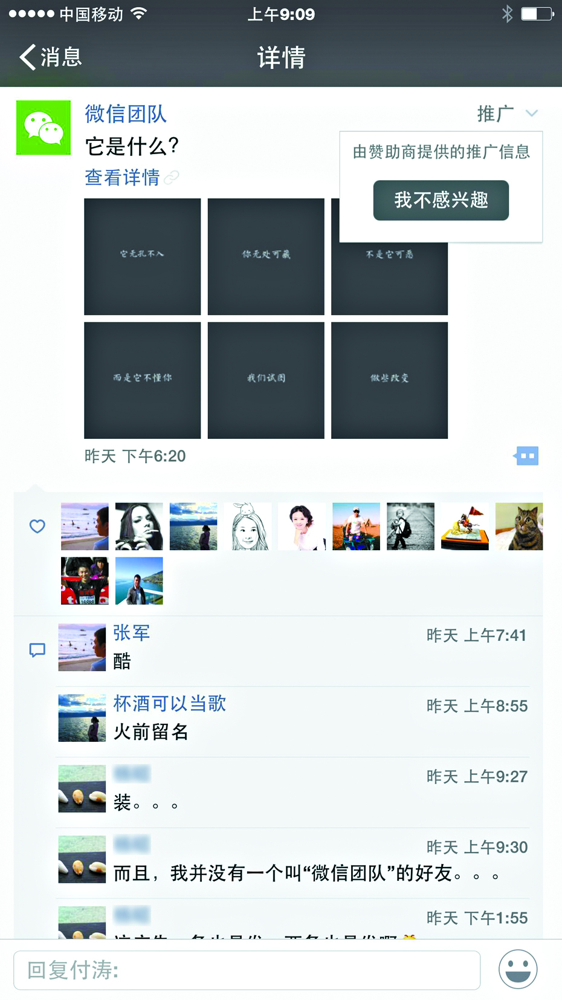 中国移动
上午9:09
消息
详情
微信团队
推广
它是什么?
由赞助商提供的推广信息
查看详情
我不感兴趣
它无孔不入
你无处可藏
不是它可恶
而是它不懂你
我们试图
做些改变
昨天 下午6:20
16888
张军
昨天 上午7:41
酷
杯酒可以当歌
昨天 上午8:55
火前留名
昨天 上午9:27
装。。。
昨天 上午9:30
而且，我并没有一个叫“微信团队”的好友。。。
昨天 下午1:55
回复付涛: